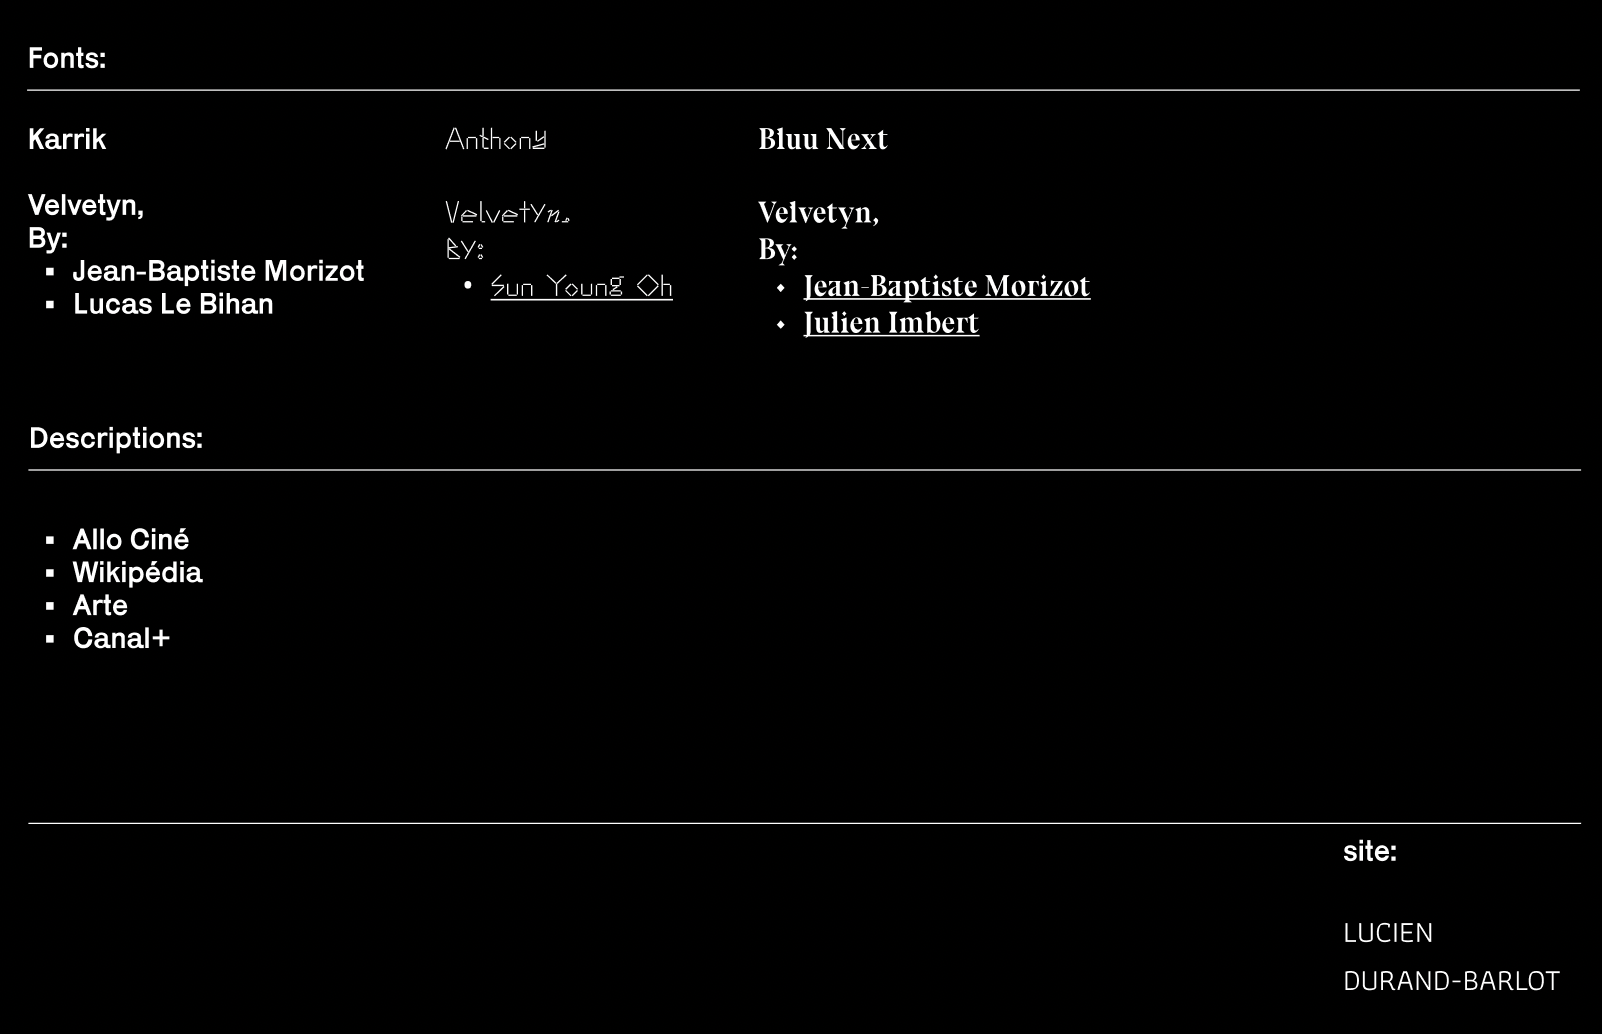 Fonts:
Karrik
Velvetyn,
By:
▪ Jean-Baptiste Morizot
▪ Lucas Le Bihan
Anthony
Velvetyn,
By:
• Sun Young Oh
Bluu Next
Velvetyn,
By:
⬩ Jean-Baptiste Morizot
⬩ Julien Imbert
Descriptions:
▪ Allo Ciné
▪ Wikipédia
▪ Arte
▪ Canal+
site:
LUCIEN
DURAND-BARLOT